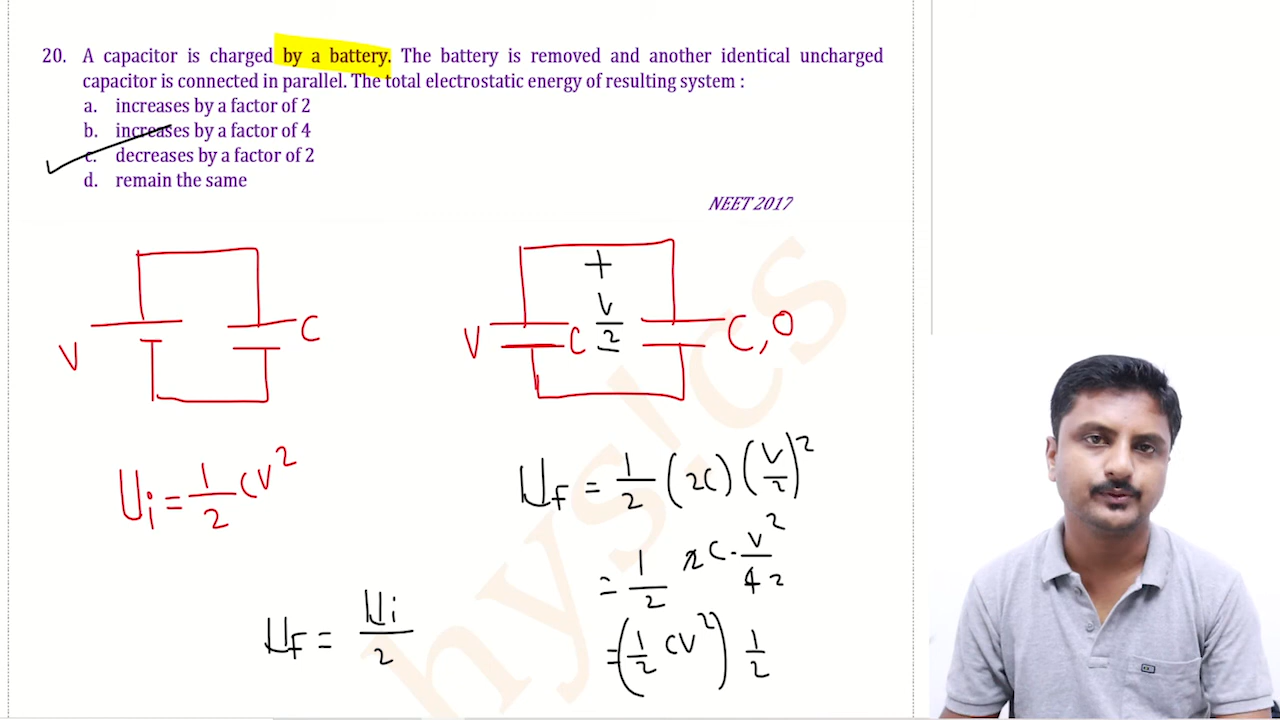 20. A capacitor is charged by a battery. The battery is removed and another identical uncharged
capacitor is connected in parallel. The total electrostatic energy of resulting system :
a. increases by a factor of 2
b. increases by a factor of 4
c. decreases by a factor of 2
d. remain the same
NEET 2017
V
C
V
C
+
V/2
C, 0
hysics
Ui = 1/2 CV²
UF = 1/2 (2C) (V/2)²
= 1/2 2C · V²/4 2
= (1/2 CV²) 1/2
UF = Ui/2